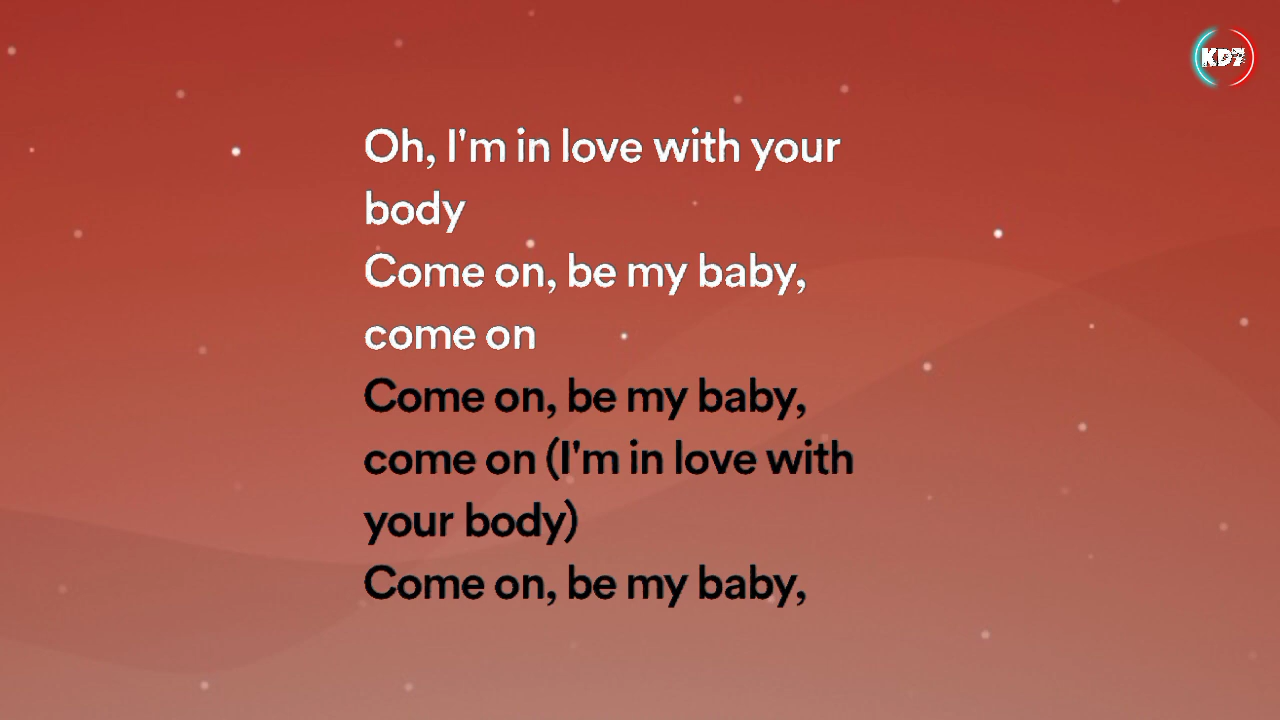 KD7
Oh, I'm in love with your
body
Come on, be my baby,
come on
Come on, be my baby,
come on (I'm in love with
your body)
Come on, be my baby,